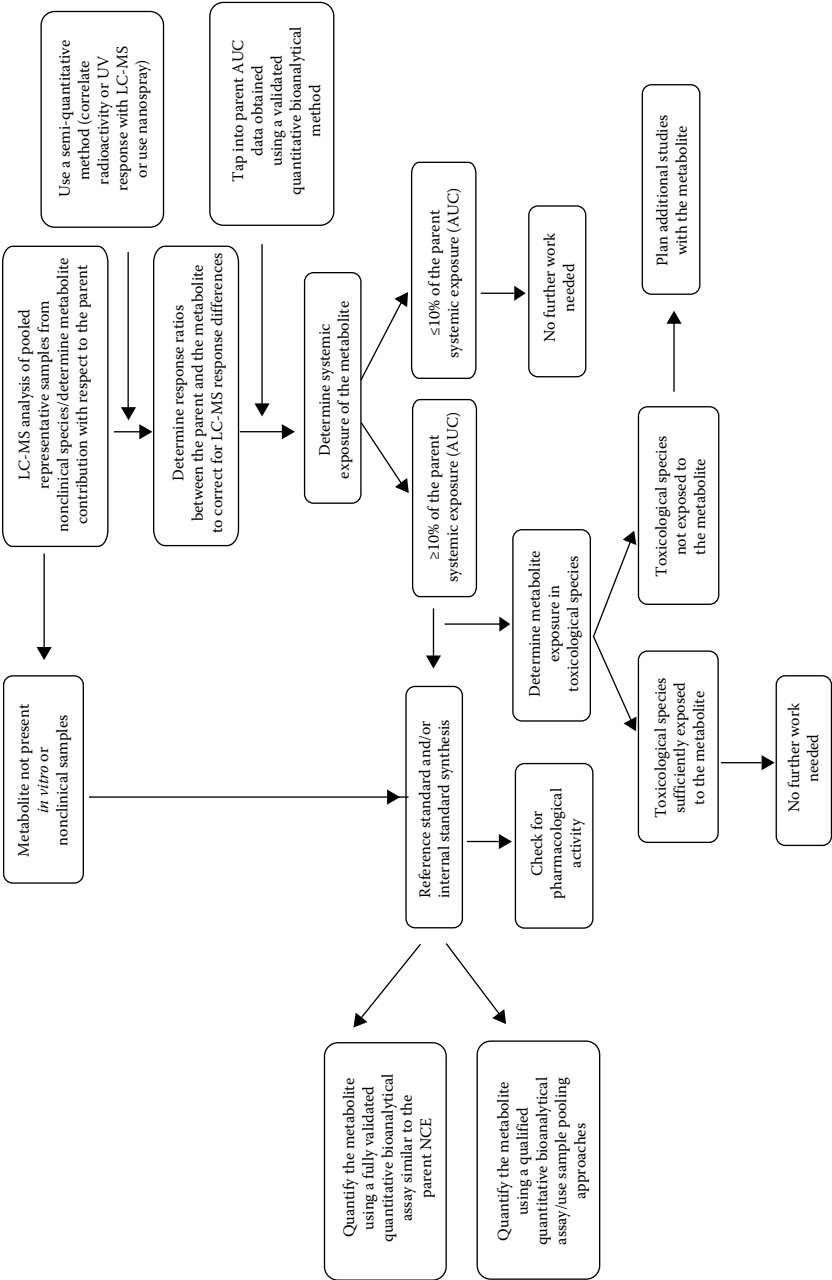 Use a semi-quantitative
method (correlate
radioactivity or UV
response with LC-MS
or use nanospray)
Tap into parent AUC
data obtained
using a validated
quantitative bioanalytical
method
LC-MS analysis of pooled
representative samples from
nonclinical species/determine metabolite
contribution with respect to the parent
Determine response ratios
between the parent and the metabolite
to correct for LC-MS response differences
Determine systemic
exposure of the metabolite
≤10% of the parent
systemic exposure (AUC)
No further work
needed
≥10% of the parent
systemic exposure (AUC)
Plan additional studies
with the metabolite
Determine metabolite
exposure in
toxicological species
Toxicological species
not exposed to
the metabolite
Toxicological species
sufficiently exposed
to the metabolite
No further work
needed
Metabolite not present
in vitro or
nonclinical samples
Reference standard and/or
internal standard synthesis
Check for
pharmacological
activity
Quantify the metabolite
using a fully validated
quantitative bioanalytical
assay similar to the
parent NCE
Quantify the metabolite
using a qualified
quantitative bioanalytical
assay/use sample pooling
approaches